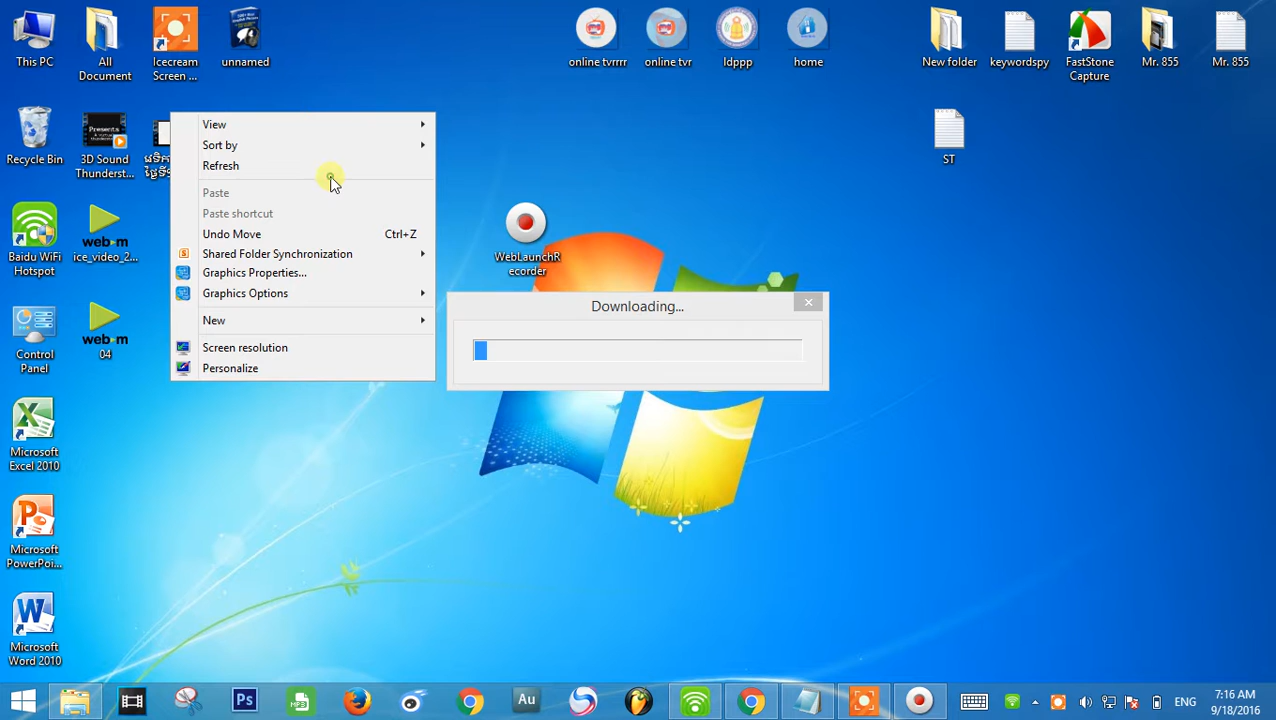 This PC
All
Document
Icecream
Screen ...
unnamed
online tvrrrr
online tvr
ldppp
home
New folder
keywordspy
FastStone
Capture
Mr. 855
Mr. 855
Recycle Bin
Presents
3D Sound
Thunderst...
ST
View
Sort by
Refresh
Paste
Paste shortcut
Undo Move Ctrl+Z
Shared Folder Synchronization
Graphics Properties...
Graphics Options
New
Screen resolution
Personalize
Baidu WiFi
Hotspot
web-m
ice_video_2...
WebLaunchR
ecorder
Downloading...
Control
Panel
web-m
04
Microsoft
Excel 2010
Microsoft
PowerPoi...
Microsoft
Word 2010
Ps
MP3
Au
ENG
7:16 AM
9/18/2016